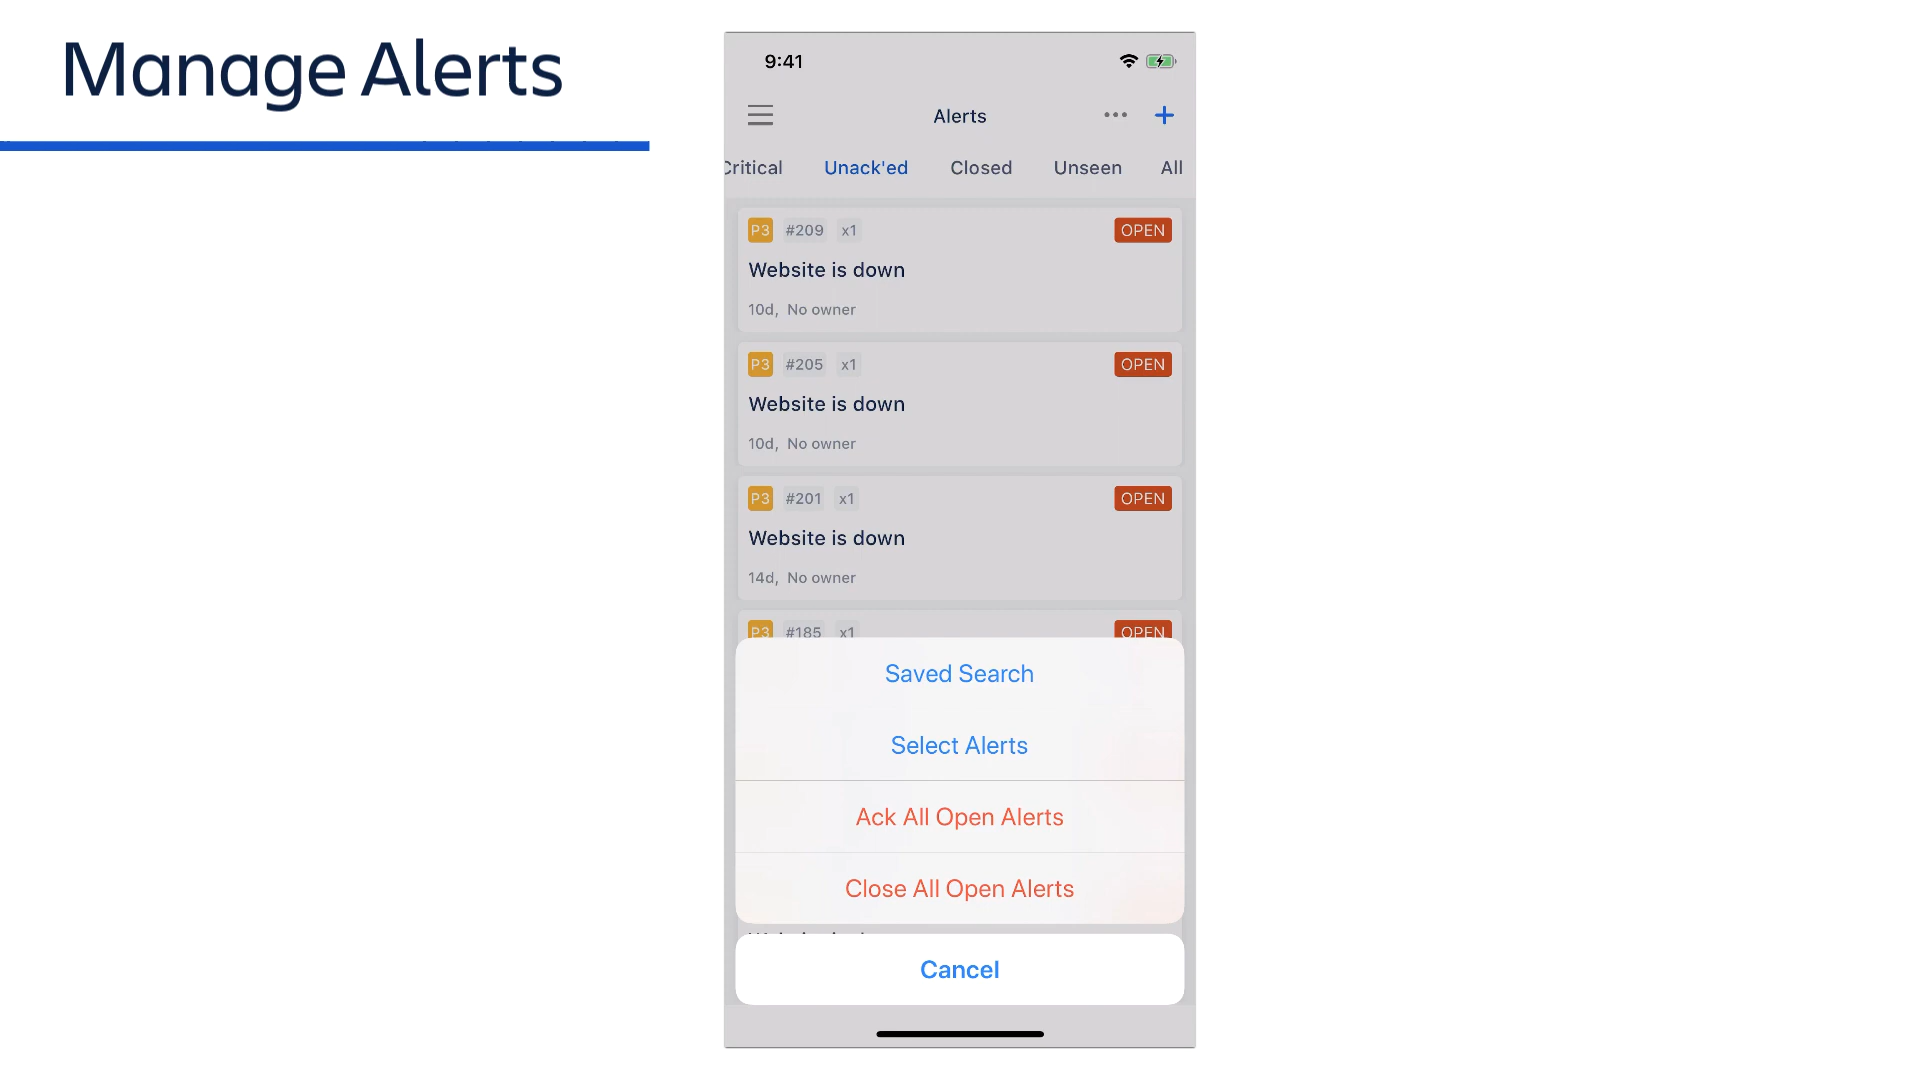 Manage Alerts
9:41
Alerts
Critical Unack'ed Closed Unseen All
P3 #209 x1 OPEN
Website is down
10d, No owner
P3 #205 x1 OPEN
Website is down
10d, No owner
P3 #201 x1 OPEN
Website is down
14d, No owner
P3 #185 x1 OPEN
Saved Search
Select Alerts
Ack All Open Alerts
Close All Open Alerts
Cancel